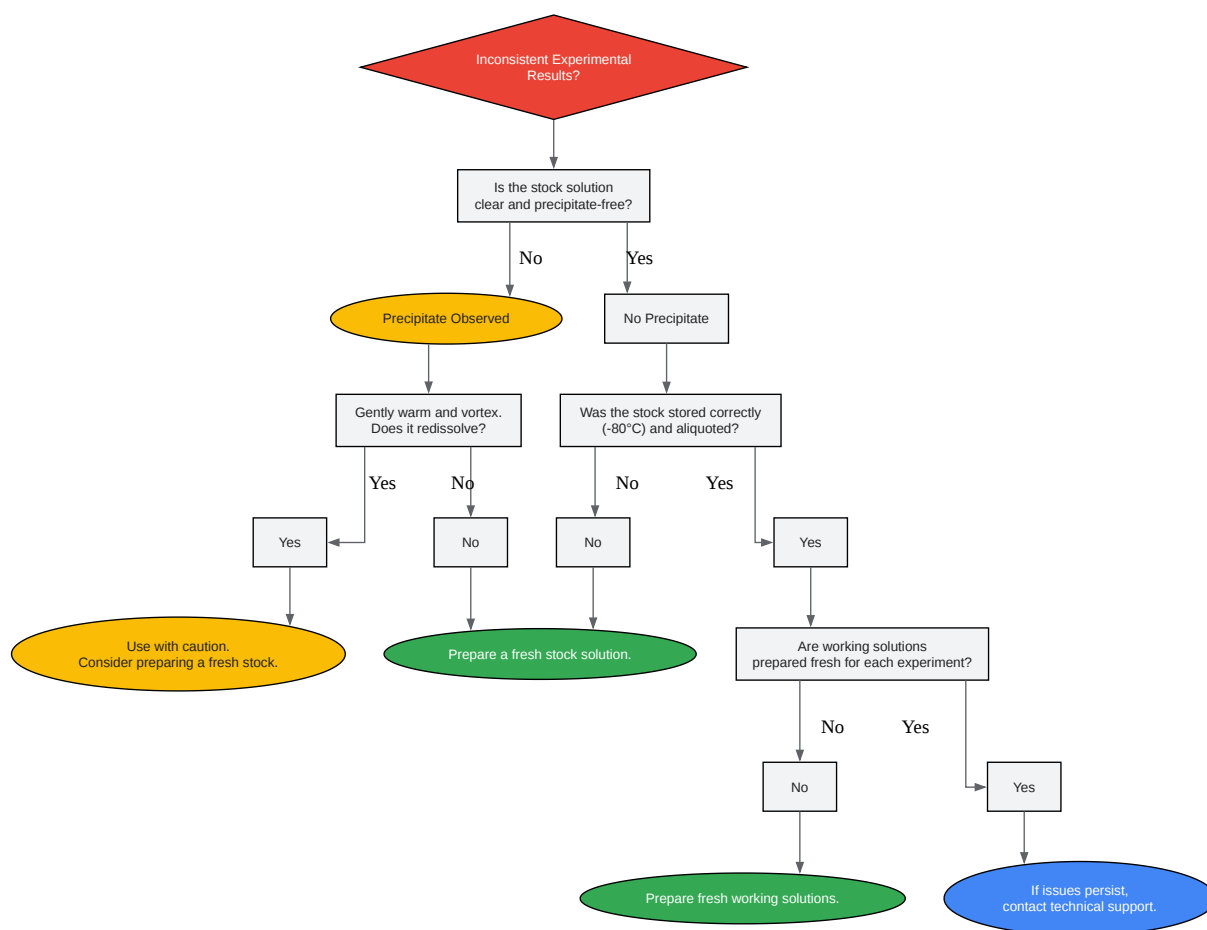 Inconsistent Experimental
Results?
Is the stock solution
clear and precipitate-free?
No
Yes
Precipitate Observed
No Precipitate
Gently warm and vortex.
Does it redissolve?
Was the stock stored correctly
(-80°C) and aliquoted?
Yes
No
No
Yes
Yes
No
No
Yes
Use with caution.
Consider preparing a fresh stock.
Prepare a fresh stock solution.
Are working solutions
prepared fresh for each experiment?
No
Yes
No
Yes
Prepare fresh working solutions.
If issues persist,
contact technical support.